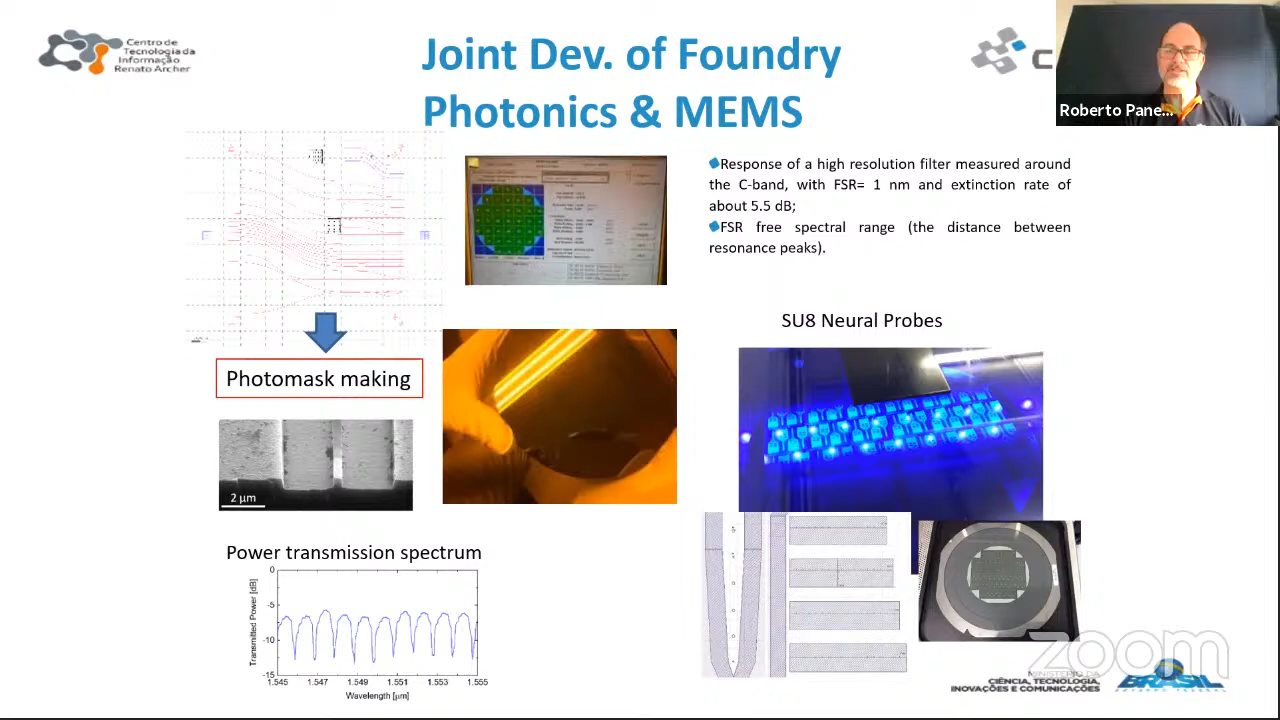 Centro de
Tecnologia da
Informação
Renato Archer
Joint Dev. of Foundry
Photonics & MEMS
C
Roberto Pane...
Response of a high resolution filter measured around
the C-band, with FSR= 1 nm and extinction rate of
about 5.5 dB;
FSR free spectral range (the distance between
resonance peaks).
SU8 Neural Probes
Photomask making
2 µm
Power transmission spectrum
Transmitted Power [dB]
0
-5
-10
-15
1.545 1.547 1.549 1.551 1.553 1.555
Wavelength [µm]
zoom
MINISTÉRIO DA
CIÊNCIA, TECNOLOGIA,
INOVAÇÕES E COMUNICAÇÕES
BRASIL
GOVERNO FEDERAL